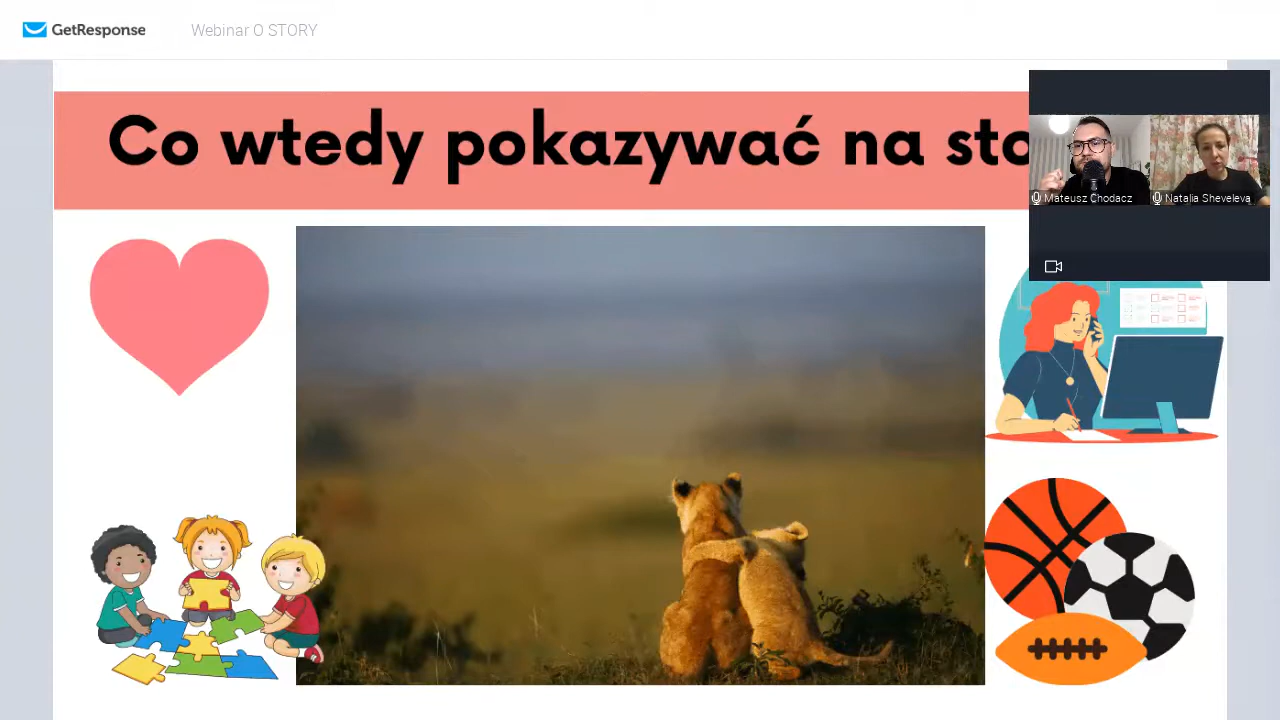 GetResponse
Webinar O STORY
Co wtedy pokazywać na sto
Mateusz Chodacz
Natalia Sheveleva